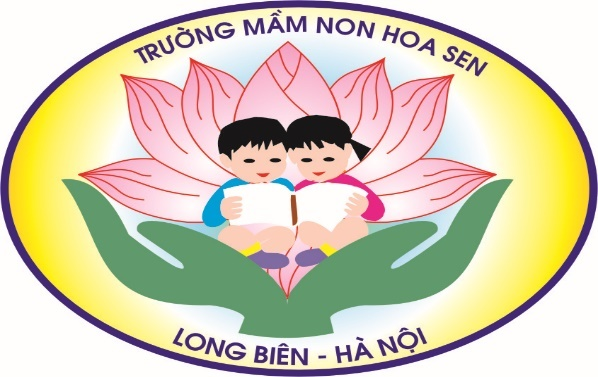 TRƯỜNG MẦM NON HOA SEN
LONG BIÊN - HÀ NỘI